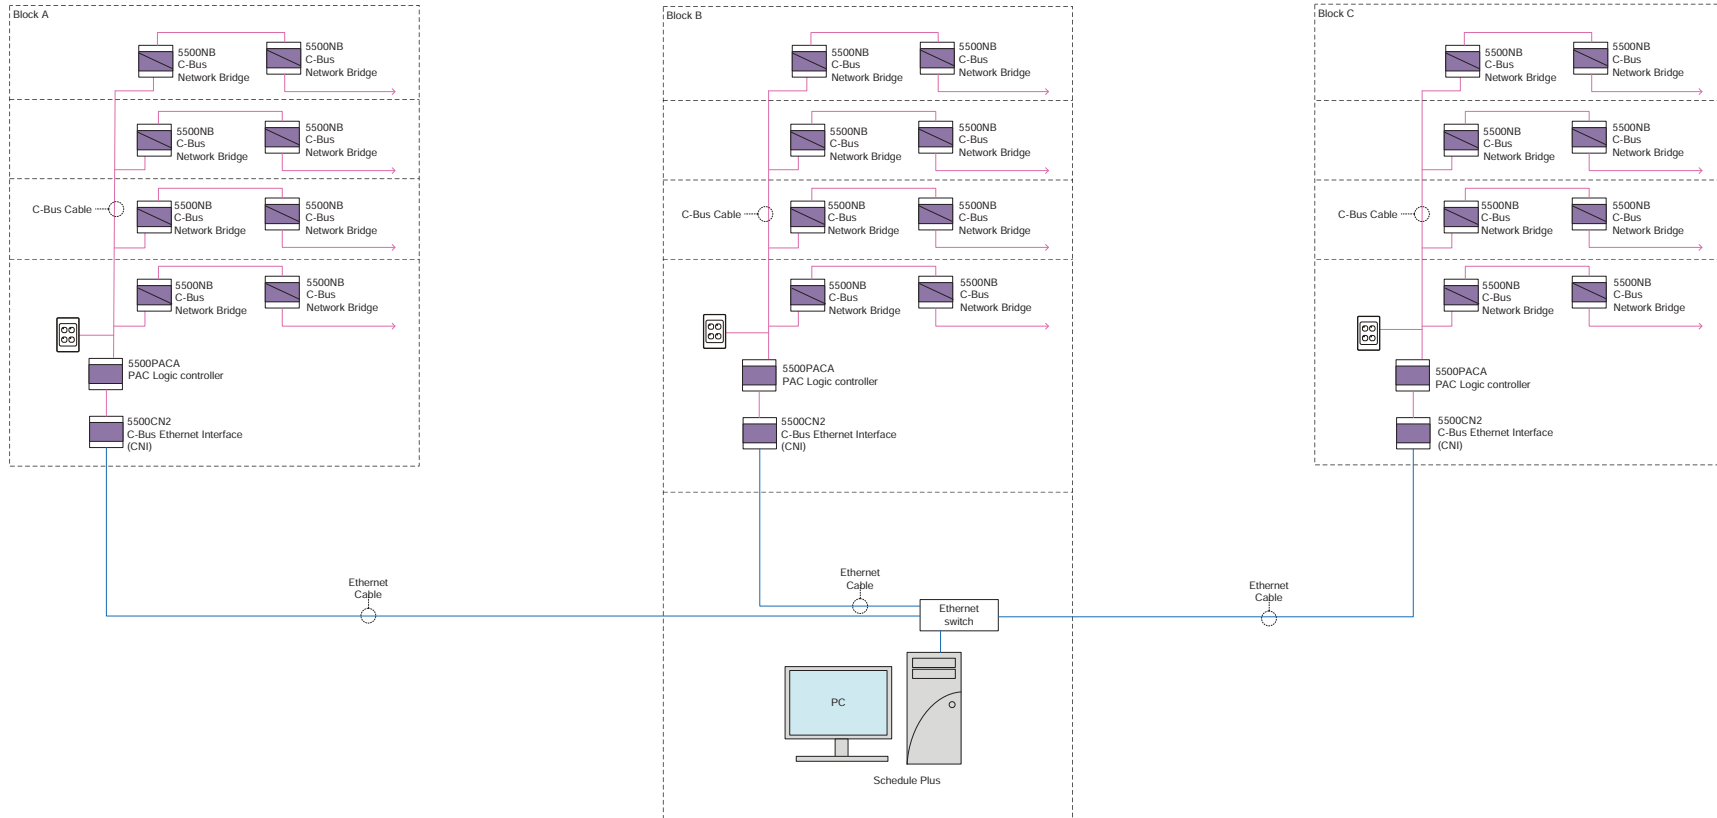 Block A
5500NB
C-Bus
Network Bridge
5500NB
C-Bus
Network Bridge
5500NB
C-Bus
Network Bridge
5500NB
C-Bus
Network Bridge
C-Bus Cable
5500NB
C-Bus
Network Bridge
5500NB
C-Bus
Network Bridge
5500NB
C-Bus
Network Bridge
5500NB
C-Bus
Network Bridge
5500PACA
PAC Logic controller
5500CN2
C-Bus Ethernet Interface
(CNI)
Block B
5500NB
C-Bus
Network Bridge
5500NB
C-Bus
Network Bridge
5500NB
C-Bus
Network Bridge
5500NB
C-Bus
Network Bridge
C-Bus Cable
5500NB
C-Bus
Network Bridge
5500NB
C-Bus
Network Bridge
5500NB
C-Bus
Network Bridge
5500NB
C-Bus
Network Bridge
5500PACA
PAC Logic controller
5500CN2
C-Bus Ethernet Interface
(CNI)
Block C
5500NB
C-Bus
Network Bridge
5500NB
C-Bus
Network Bridge
5500NB
C-Bus
Network Bridge
5500NB
C-Bus
Network Bridge
C-Bus Cable
5500NB
C-Bus
Network Bridge
5500NB
C-Bus
Network Bridge
5500NB
C-Bus
Network Bridge
5500NB
C-Bus
Network Bridge
5500PACA
PAC Logic controller
5500CN2
C-Bus Ethernet Interface
(CNI)
Ethernet
Cable
Ethernet
Cable
Ethernet
Cable
Ethernet
switch
PC
Schedule Plus